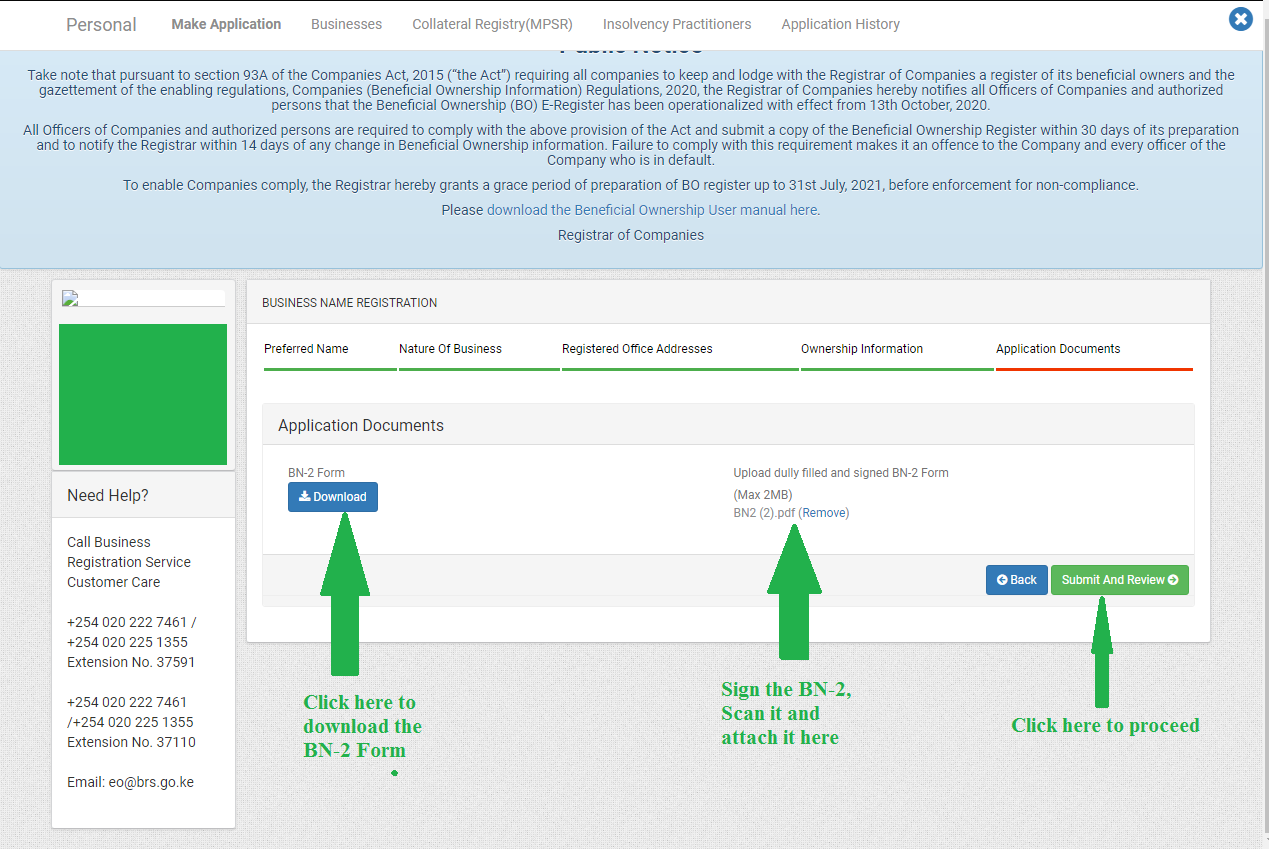 Personal Make Application Businesses Collateral Registry(MPSR) Insolvency Practitioners Application History
Public Notice
Take note that pursuant to section 93A of the Companies Act, 2015 (“the Act”) requiring all companies to keep and lodge with the Registrar of Companies a register of its beneficial owners and the
gazettement of the enabling regulations, Companies (Beneficial Ownership Information) Regulations, 2020, the Registrar of Companies hereby notifies all Officers of Companies and authorized
persons that the Beneficial Ownership (BO) E-Register has been operationalized with effect from 13th October, 2020.
All Officers of Companies and authorized persons are required to comply with the above provision of the Act and submit a copy of the Beneficial Ownership Register within 30 days of its preparation
and to notify the Registrar within 14 days of any change in Beneficial Ownership information. Failure to comply with this requirement makes it an offence to the Company and every officer of the
Company who is in default.
To enable Companies comply, the Registrar hereby grants a grace period of preparation of BO register up to 31st July, 2021, before enforcement for non-compliance.
Please download the Beneficial Ownership User manual here.
Registrar of Companies
BUSINESS NAME REGISTRATION
Preferred Name Nature Of Business Registered Office Addresses Ownership Information Application Documents
Application Documents
BN-2 Form
Download
Upload dully filled and signed BN-2 Form
(Max 2MB)
BN2 (2).pdf (Remove)
Back Submit And Review
Need Help?
Call Business
Registration Service
Customer Care
+254 020 222 7461 /
+254 020 225 1355
Extension No. 37591
+254 020 222 7461
/+254 020 225 1355
Extension No. 37110
Email: eo@brs.go.ke
Click here to
download the
BN-2 Form
Sign the BN-2,
Scan it and
attach it here
Click here to proceed